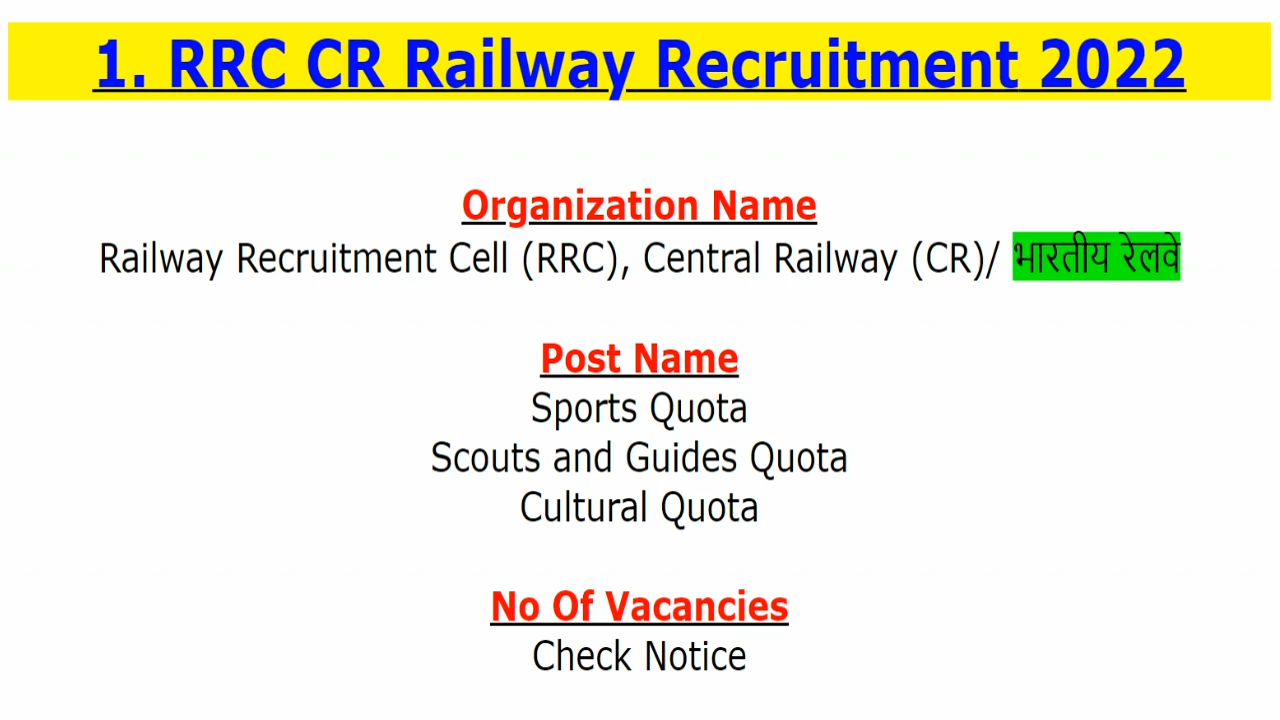 1. RRC CR Railway Recruitment 2022
Organization Name
Railway Recruitment Cell (RRC), Central Railway (CR)/ भारतीय रेलवे
Post Name
Sports Quota
Scouts and Guides Quota
Cultural Quota
No Of Vacancies
Check Notice